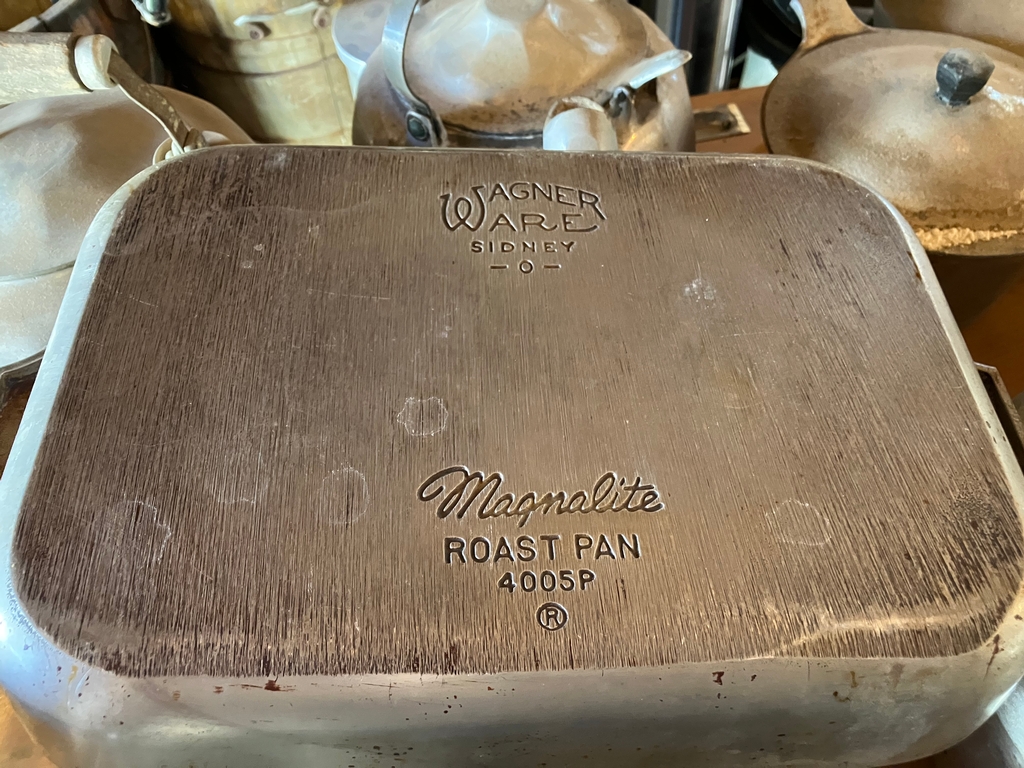 WAGNER
WARE
SIDNEY
-O-
Magnalite
ROAST PAN
4005P
®